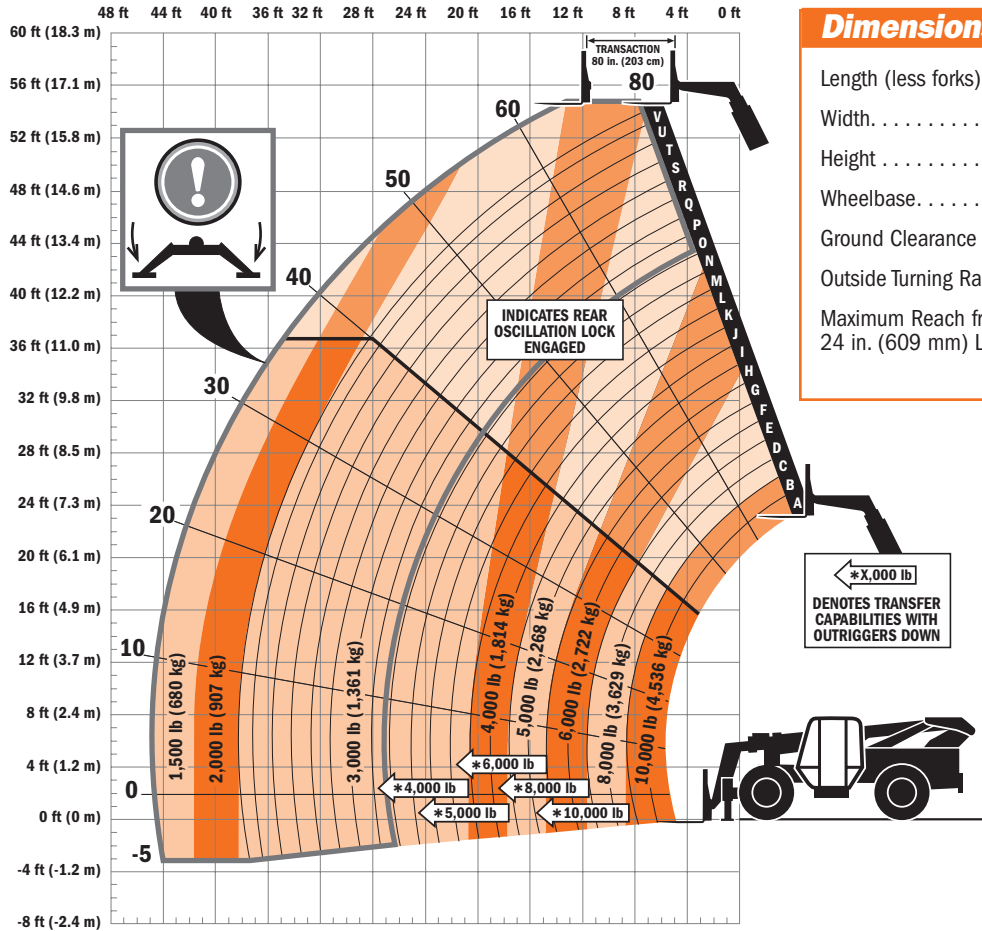 48 ft 44 ft 40 ft 36 ft 32 ft 28 ft 24 ft 20 ft 16 ft 12 ft 8 ft 4 ft 0 ft
60 ft (18.3 m)
56 ft (17.1 m)
52 ft (15.8 m)
48 ft (14.6 m)
44 ft (13.4 m)
40 ft (12.2 m)
36 ft (11.0 m)
32 ft (9.8 m)
28 ft (8.5 m)
24 ft (7.3 m)
20 ft (6.1 m)
16 ft (4.9 m)
12 ft (3.7 m)
8 ft (2.4 m)
4 ft (1.2 m)
0 ft (0 m)
-4 ft (-1.2 m)
-8 ft (-2.4 m)
TRANSACTION
80 in. (203 cm)
80
60
50
40
30
20
10
0
-5
!
V
U
T
S
R
Q
P
O
N
M
L
K
J
I
H
G
F
E
D
C
B
A
INDICATES REAR
OSCILLATION LOCK
ENGAGED
1,500 lb (680 kg)
2,000 lb (907 kg)
3,000 lb (1,361 kg)
4,000 lb (1,814 kg)
5,000 lb (2,268 kg)
6,000 lb (2,722 kg)
8,000 lb (3,629 kg)
10,000 lb (4,536 kg)
*6,000 lb
*4,000 lb
*8,000 lb
*5,000 lb
*10,000 lb
*X,000 lb
DENOTES TRANSFER
CAPABILITIES WITH
OUTRIGGERS DOWN
Dimensions
Length (less forks)
Width. . . . . . . . . .
Height . . . . . . . . .
Wheelbase. . . . . .
Ground Clearance
Outside Turning Ra
Maximum Reach fr
24 in. (609 mm) L